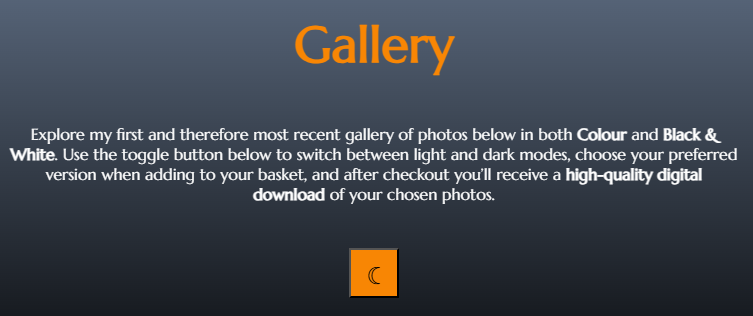 Gallery
Explore my first and therefore most recent gallery of photos below in both Colour and Black &
White. Use the toggle button below to switch between light and dark modes, choose your preferred
version when adding to your basket, and after checkout you'll receive a high-quality digital
download of your chosen photos.
☾